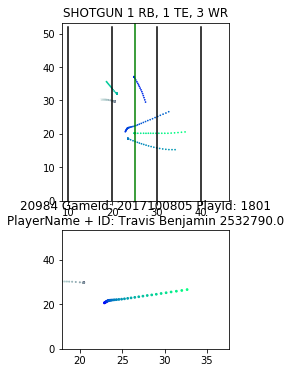 SHOTGUN 1 RB, 1 TE, 3 WR
50
40
30
20
10
0
10 20 30 40
20984 GameId: 2017100805 PlayId: 1801
PlayerName + ID: Travis Benjamin 2532790.0
40
20
0
20 25 30 35